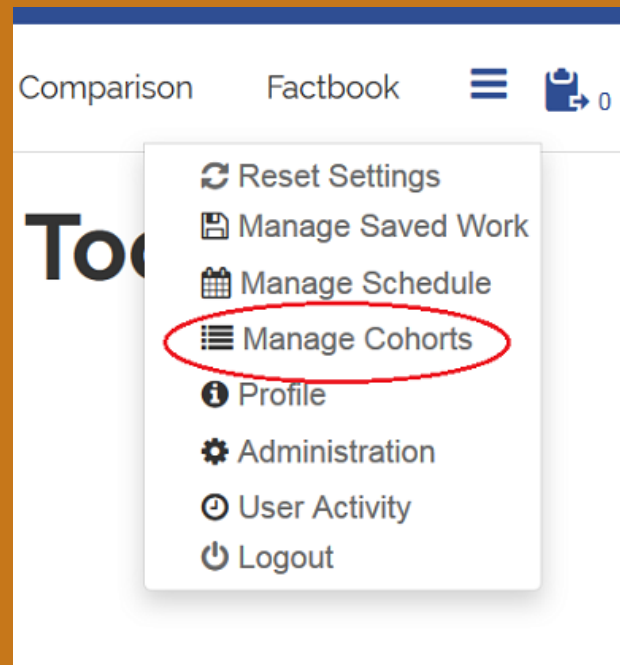 Comparison Factbook 0
Reset Settings
Manage Saved Work
Manage Schedule
Manage Cohorts
Profile
Administration
User Activity
Logout